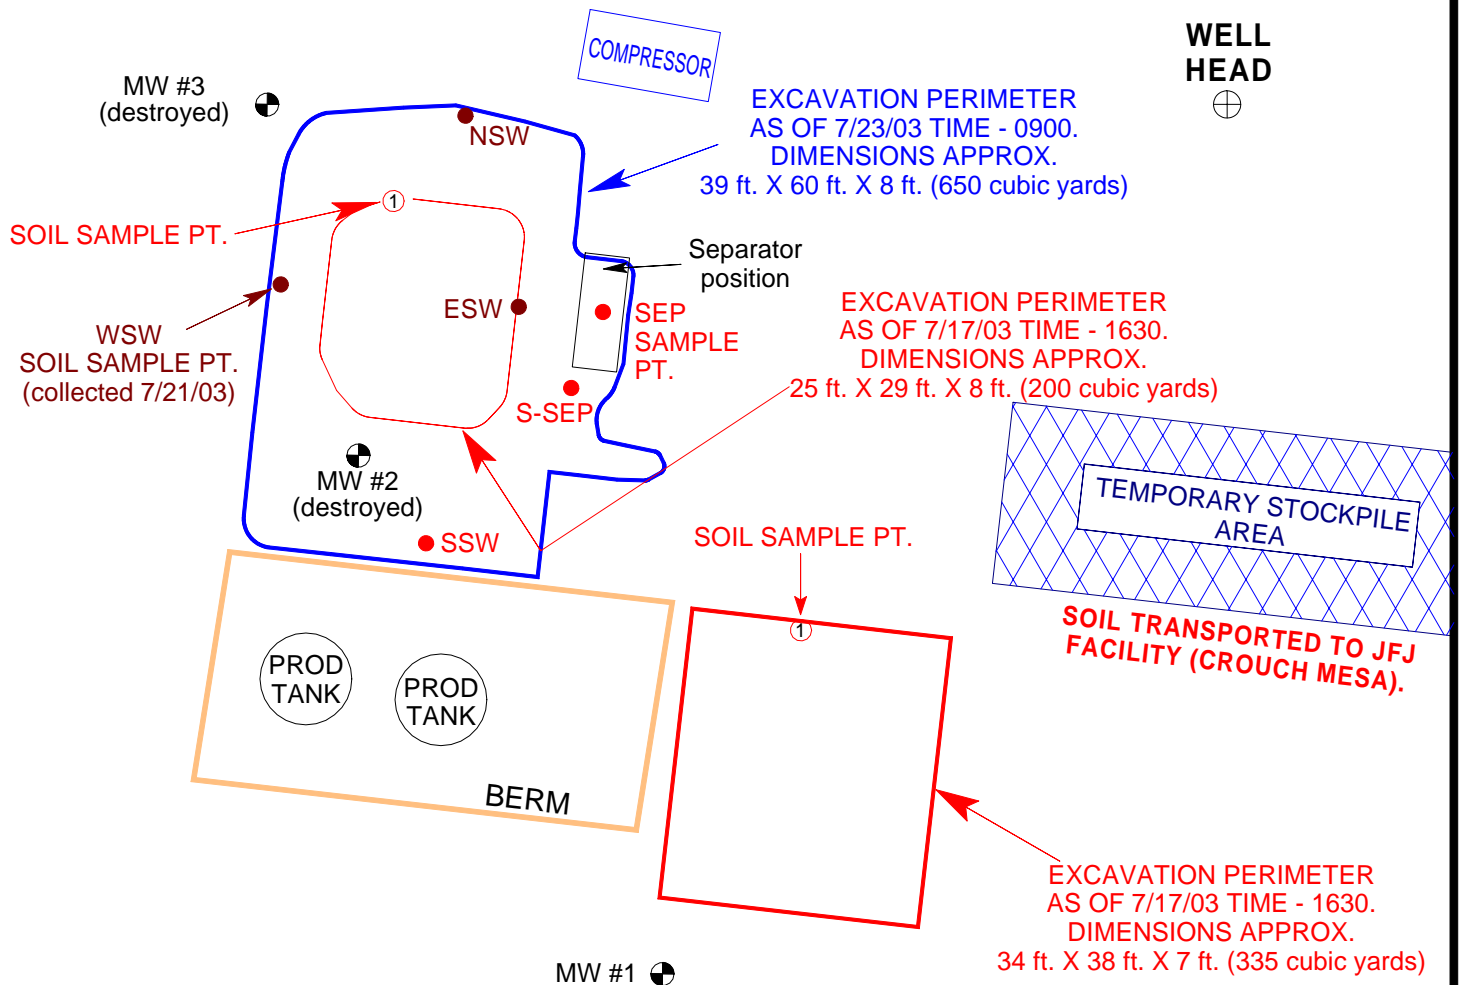 WELL
HEAD
COMPRESSOR
MW #3
(destroyed)
NSW
EXCAVATION PERIMETER
AS OF 7/23/03 TIME - 0900.
DIMENSIONS APPROX.
39 ft. X 60 ft. X 8 ft. (650 cubic yards)
1
SOIL SAMPLE PT.
Separator
position
ESW
SEP
SAMPLE
PT.
WSW
SOIL SAMPLE PT.
(collected 7/21/03)
EXCAVATION PERIMETER
AS OF 7/17/03 TIME - 1630.
DIMENSIONS APPROX.
25 ft. X 29 ft. X 8 ft. (200 cubic yards)
S-SEP
MW #2
(destroyed)
SSW
TEMPORARY STOCKPILE
AREA
SOIL SAMPLE PT.
1
SOIL TRANSPORTED TO JFJ
FACILITY (CROUCH MESA).
PROD
TANK
PROD
TANK
BERM
EXCAVATION PERIMETER
AS OF 7/17/03 TIME - 1630.
DIMENSIONS APPROX.
34 ft. X 38 ft. X 7 ft. (335 cubic yards)
MW #1